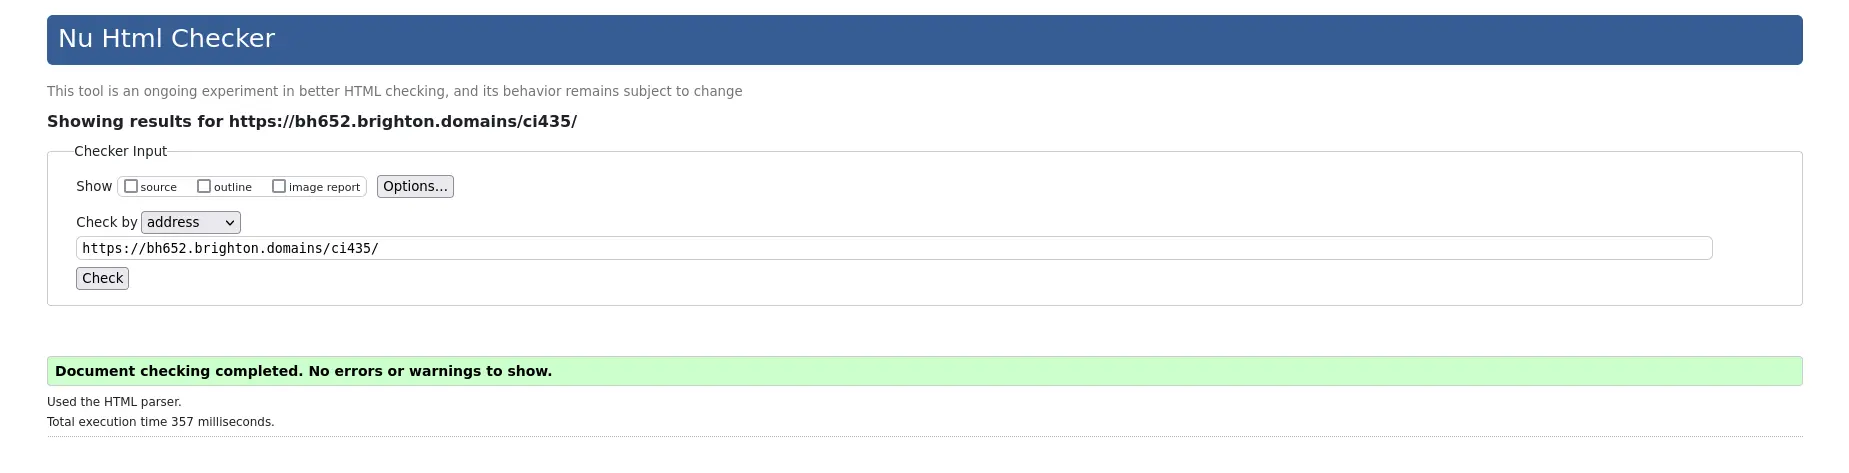 Nu Html Checker
This tool is an ongoing experiment in better HTML checking, and its behavior remains subject to change
Showing results for https://bh652.brighton.domains/ci435/
Checker Input
Show source outline image report Options...
Check by address
https://bh652.brighton.domains/ci435/
Check
Document checking completed. No errors or warnings to show.
Used the HTML parser.
Total execution time 357 milliseconds.